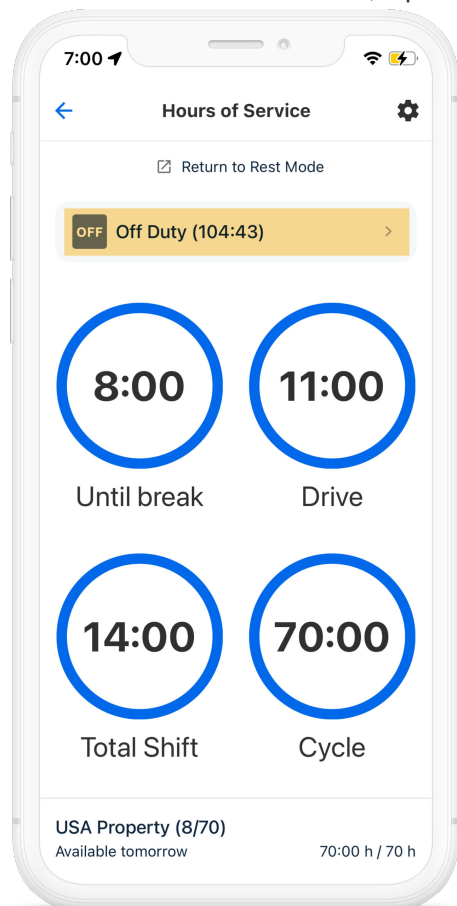 7:00
Hours of Service
Return to Rest Mode
OFF Off Duty (104:43)
8:00 11:00
Until break Drive
14:00 70:00
Total Shift Cycle
USA Property (8/70)
Available tomorrow 70:00 h / 70 h